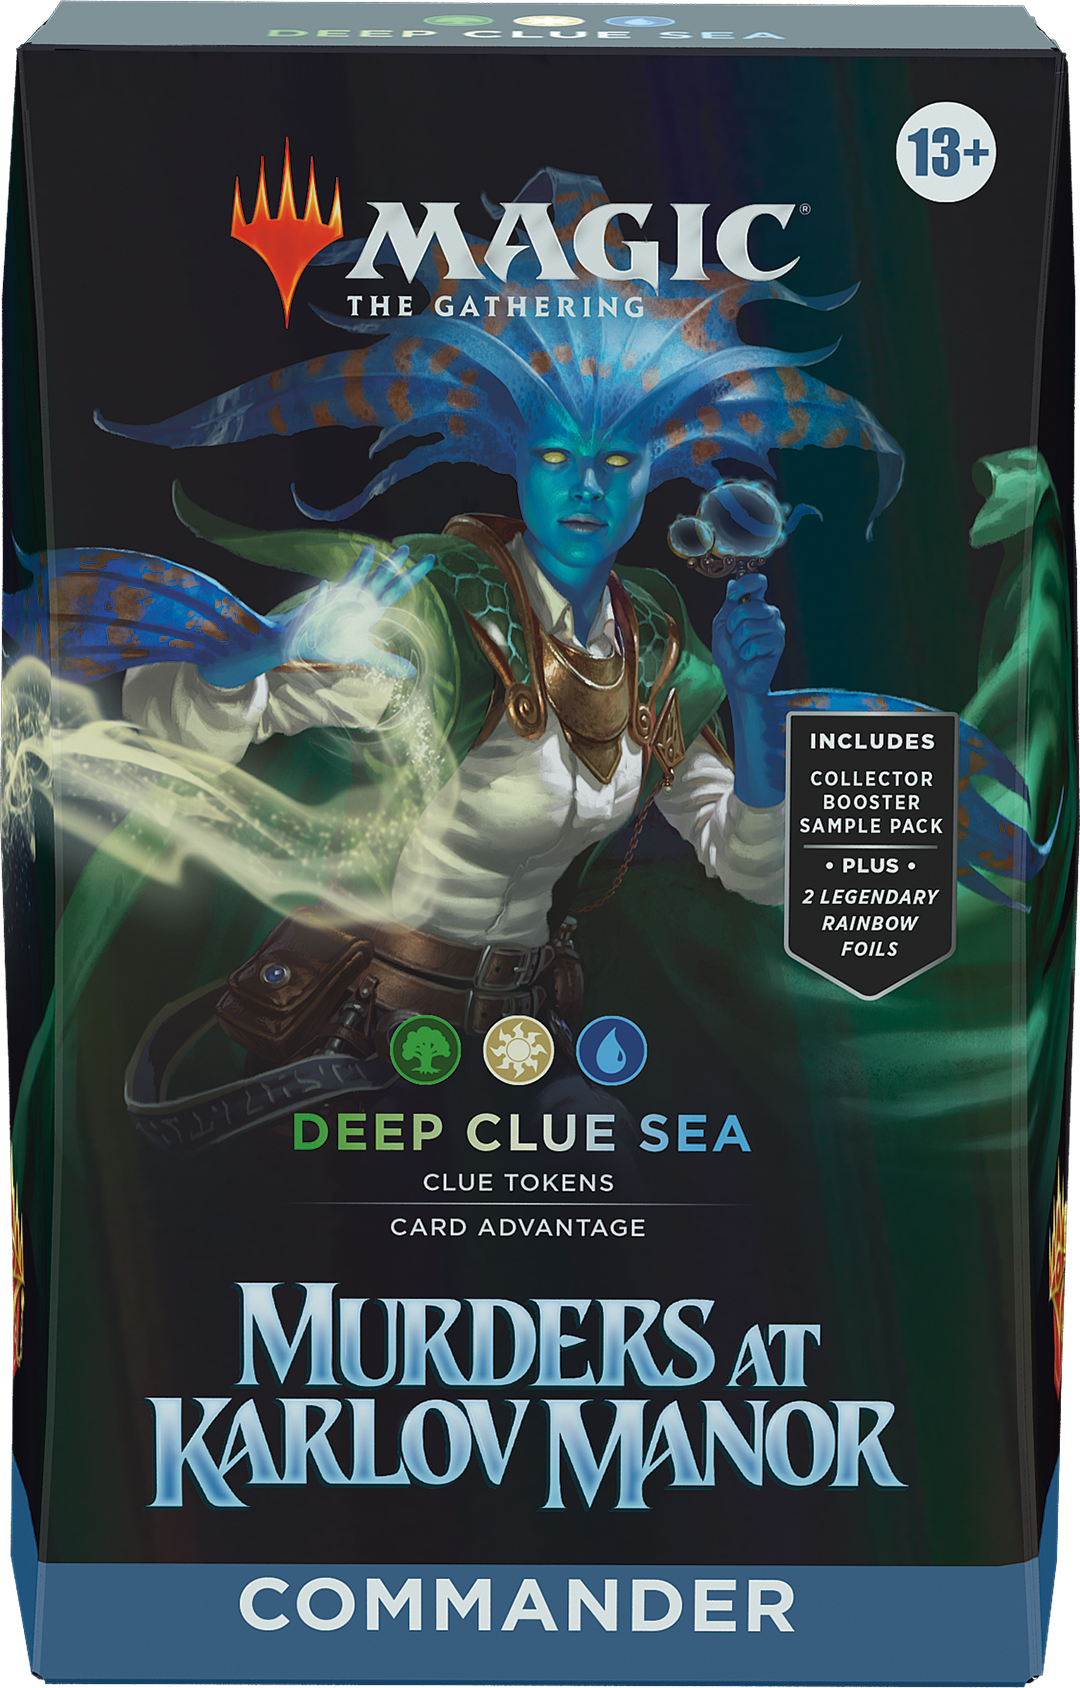 DEEP CLUE SEA
13+
MAGIC®
THE GATHERING
INCLUDES
COLLECTOR
BOOSTER
SAMPLE PACK
• PLUS •
2 LEGENDARY
RAINBOW
FOILS
DEEP CLUE SEA
CLUE TOKENS
CARD ADVANTAGE
MURDERS AT
KARLOV MANOR
COMMANDER